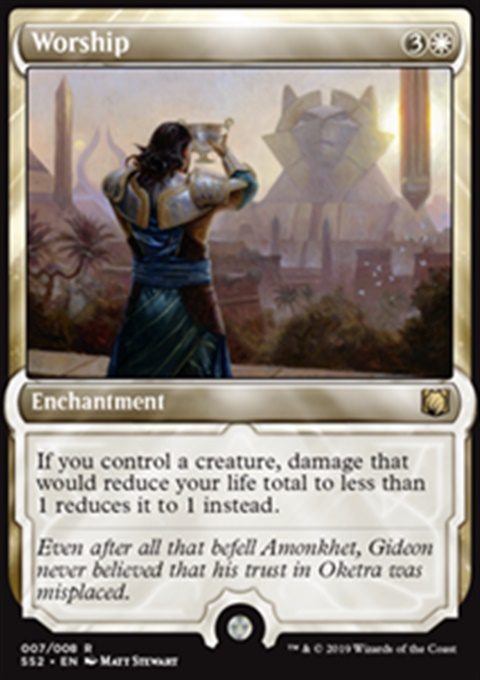 Worship 3
Enchantment
If you control a creature, damage that
would reduce your life total to less than
1 reduces it to 1 instead.
Even after all that befell Amonkhet, Gideon
never believed that his trust in Oketra was
misplaced.
007/008 R
SS2 • EN Matt Stewart
™ & © 2019 Wizards of the Coast